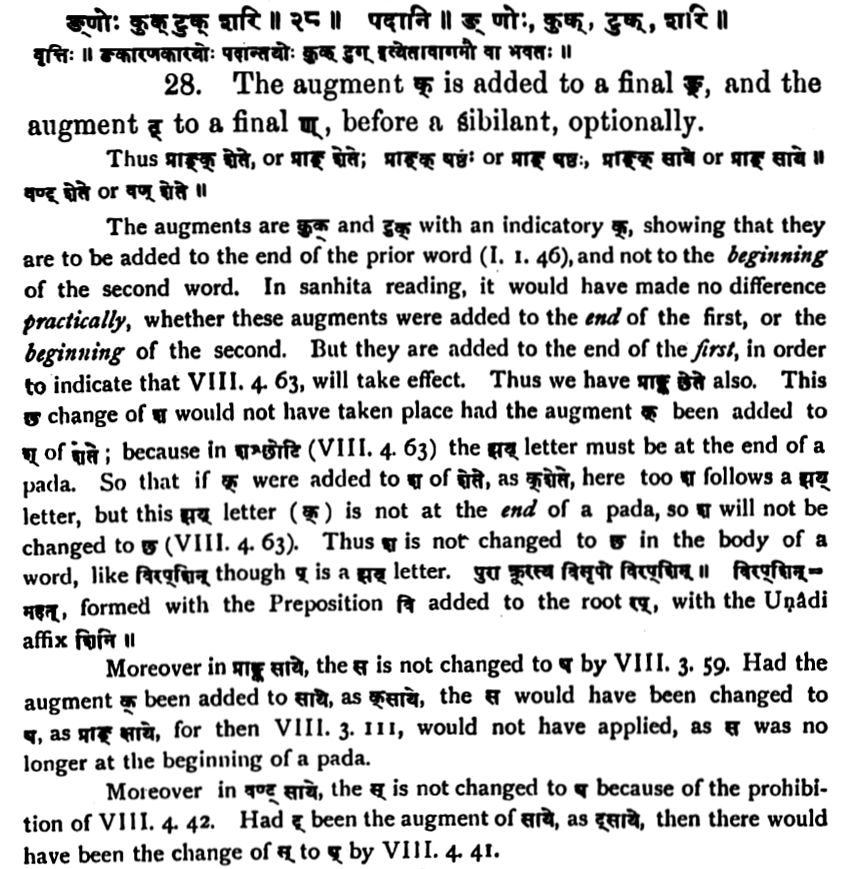 ङ्णोः कुक् टुक् शरि ॥ २८ ॥ पदानि ॥ ङ् णोः, कुक्, टुक्, शरि ॥
वृत्तिः ॥ ङकारणकारयोः पदान्तयोः कुक् टुग् इत्येतावागमौ वा भवतः ॥
28. The augment क् is added to a final ङ्, and the
augment ट् to a final ण्, before a sibilant, optionally.
Thus प्राङ्क् शेते, or प्राङ् शेते; प्राङ्क् षष्ठः or प्राङ् षष्ठः, प्राङ्क् साये or प्राङ् साये ॥
वण्ट् शेते or वण् शेते ॥
The augments are कुक् and टुक् with an indicatory क्, showing that they
are to be added to the end of the prior word (I. 1. 46), and not to the beginning
of the second word. In sanhita reading, it would have made no difference
practically, whether these augments were added to the end of the first, or the
beginning of the second. But they are added to the end of the first, in order
to indicate that VIII. 4. 63, will take effect. Thus we have प्राङ्क् छेते also. This
छ change of श would not have taken place had the augment क् been added to
श् of शेते; because in शश्छोटि (VIII. 4. 63) the झय् letter must be at the end of a
pada. So that if क् were added to श of शेते, as क्शेते, here too श follows a झय्
letter, but this झय् letter (क्) is not at the end of a pada, so श will not be
changed to छ (VIII. 4. 63). Thus श is not changed to छ in the body of a
word, like विरप्शिन् though प् is a झय् letter. पुरा क्रूरस्य विसृपो विरप्शिन् ॥ विरप्शिन् =
महत्, formed with the Preposition वि added to the root रप्, with the Uṇâdi
affix शिनि ॥
Moreover in प्राङ्क् साये, the स is not changed to ष by VIII. 3. 59. Had the
augment क् been added to साये, as क्साये, the स would have been changed to
ष, as प्राङ् क्षाये, for then VIII. 3. 111, would not have applied, as स was no
longer at the beginning of a pada.
Moreover in वण्ट् साये, the स् is not changed to ष because of the prohibi-
tion of VIII. 4. 42. Had ट् been the augment of साये, as ट्साये, then there would
have been the change of स् to ष् by VIII. 4. 41.